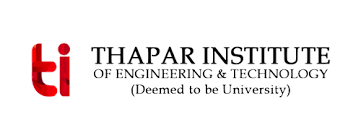 ti
THAPAR INSTITUTE
OF ENGINEERING & TECHNOLOGY
(Deemed to be University)